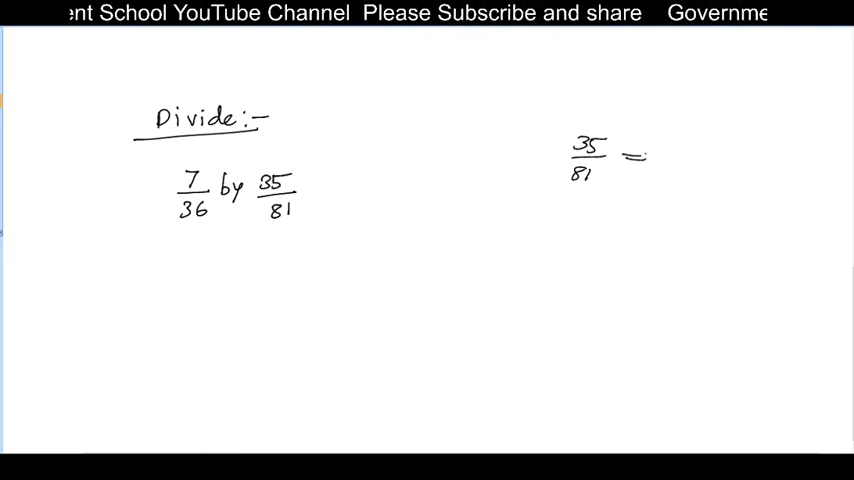 ent School YouTube Channel  Please Subscribe and share    Governme
Divide:-
7/36 by 35/81
35/81 =